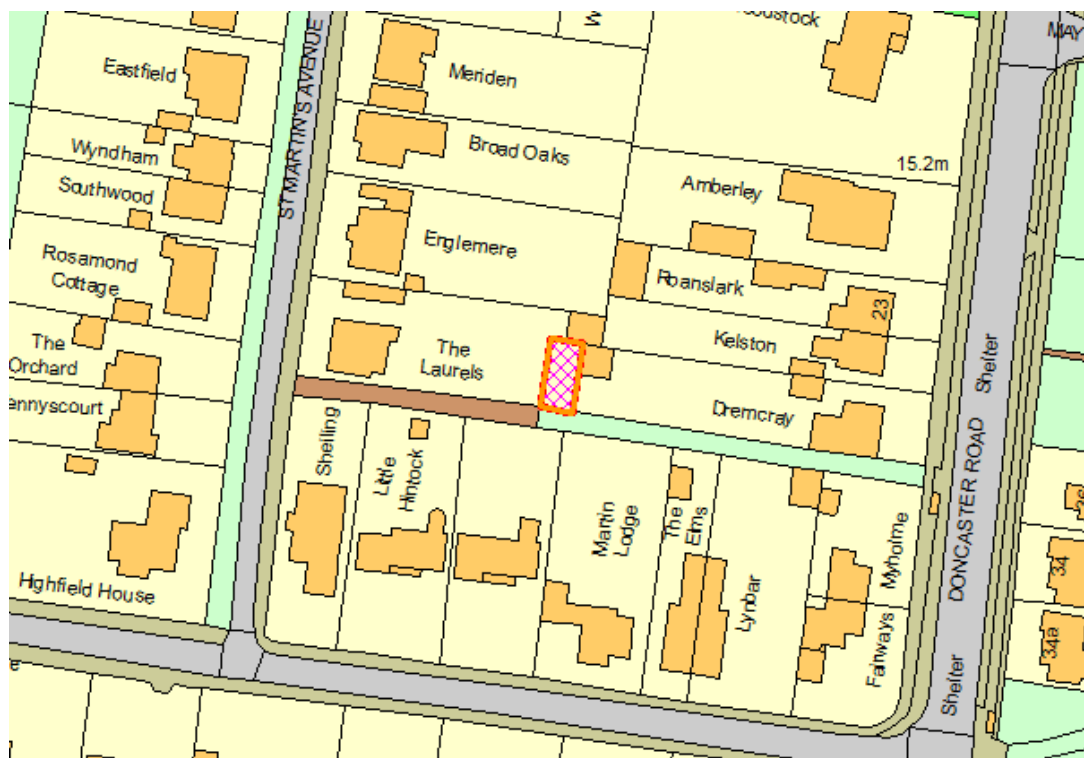 MAY
Eastfield
Meriden
Wyndham
Broad Oaks
15.2m
Southwood
Amberley
ST MARTIN'S AVENUE
Englemere
Rosamond
Cottage
Roanslark
23
The
Orchard
The
Laurels
Kelston
Shelter
Dremcray
Shelling
Little
Hintock
Martin
Lodge
The
Elms
DONCASTER ROAD
Myholme
Highfield House
Lynbar
Fairways
34
34a
Shelter